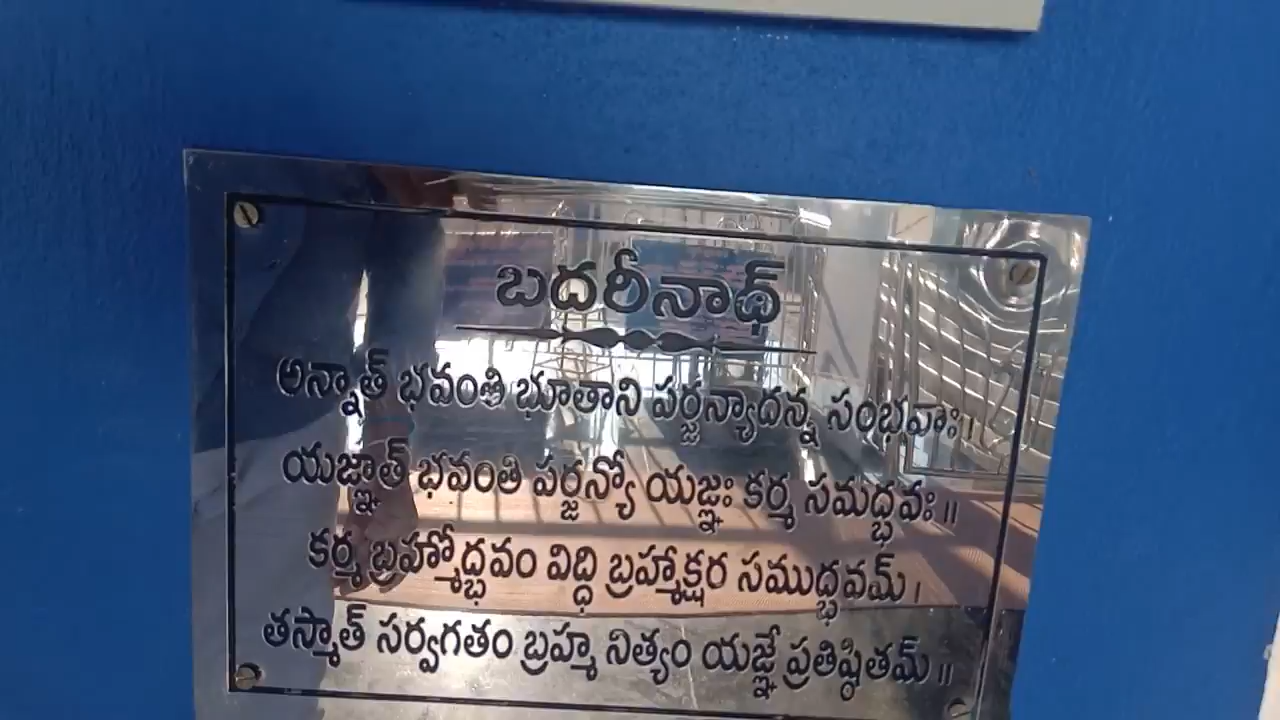 బదరీనాథ్
అన్నాత్ భవంతి భూతాని పర్జన్యాదన్న సంభవాః ।
యజ్ఞాత్ భవంతి పర్జన్యో యజ్ఞః కర్మ సమద్భవః ॥
కర్మ బ్రహ్మోద్భవం విద్ధి బ్రహ్మాక్షర సముద్భవమ్ ।
తస్మాత్ సర్వగతం బ్రహ్మ నిత్యం యజ్ఞే ప్రతిష్ఠితమ్ ॥